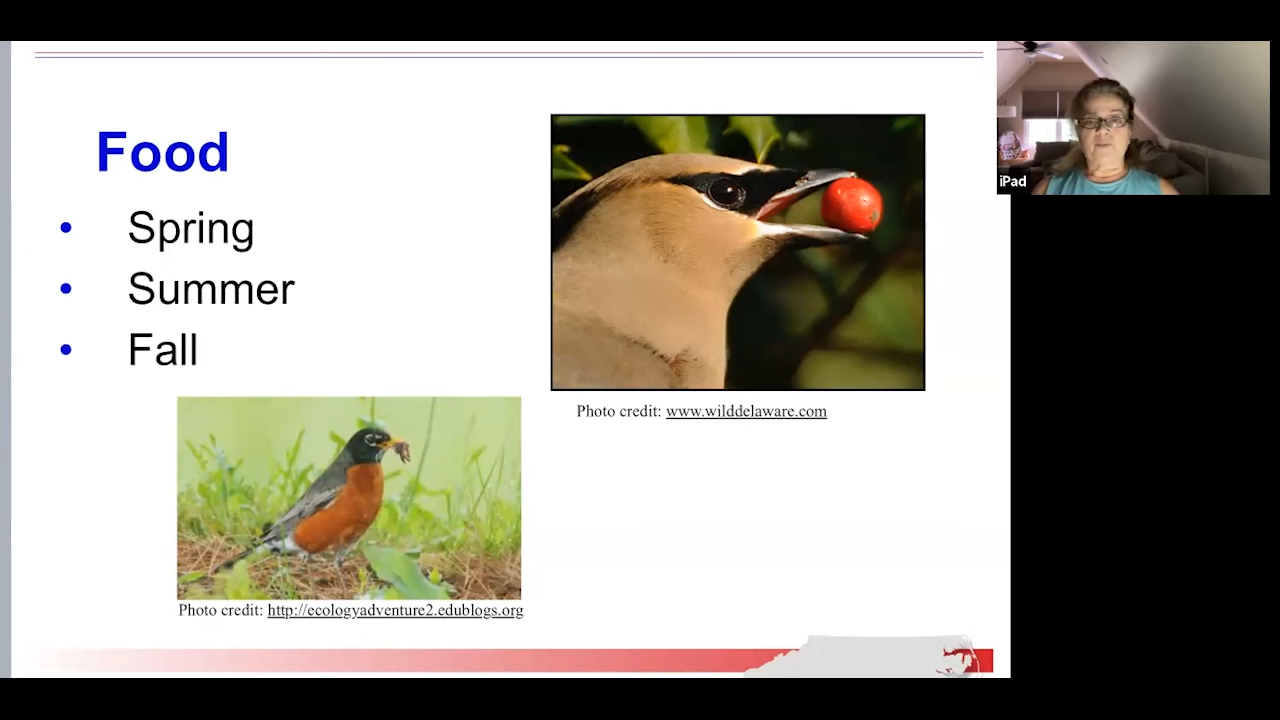 Food
• Spring
• Summer
• Fall
Photo credit: www.wilddelaware.com
Photo credit: http://ecologyadventure2.edublogs.org
iPad